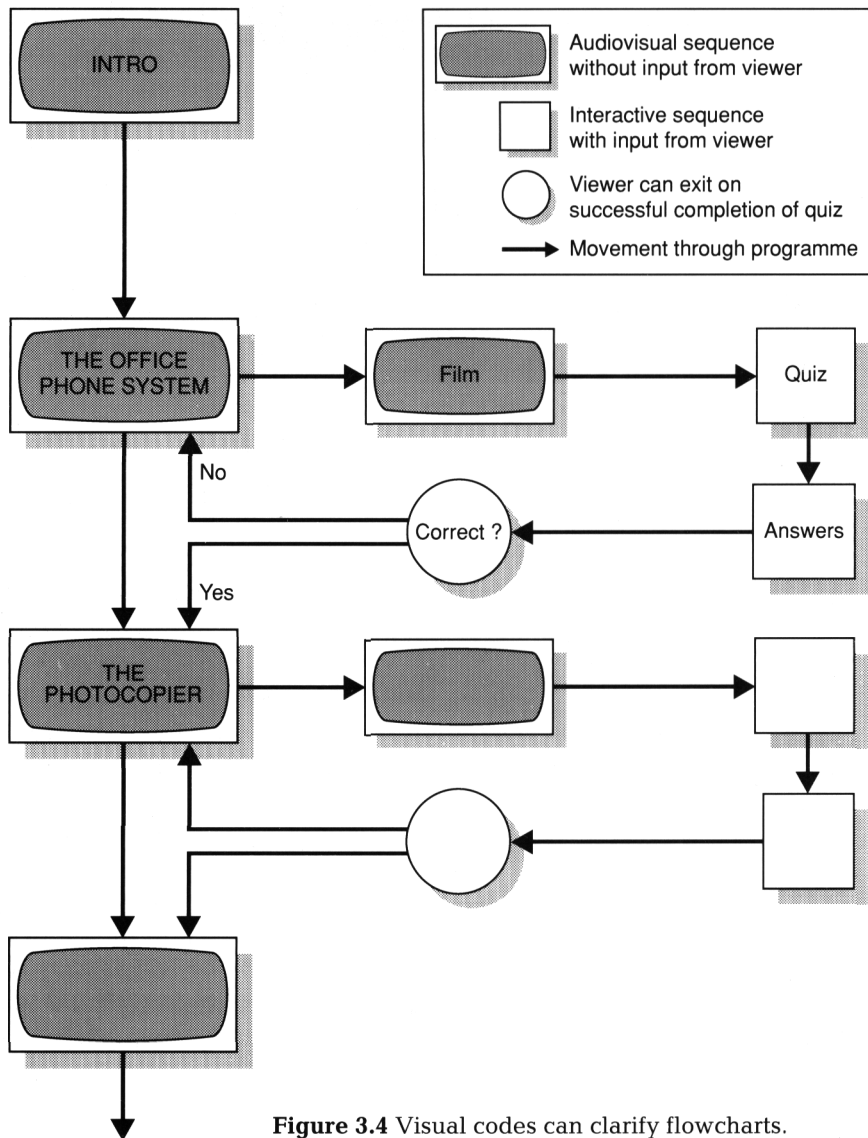 INTRO
Audiovisual sequence
without input from viewer
Interactive sequence
with input from viewer
Viewer can exit on
successful completion of quiz
Movement through programme
THE OFFICE
PHONE SYSTEM
Film
Quiz
No
Correct ?
Answers
Yes
THE
PHOTOCOPIER
Figure 3.4 Visual codes can clarify flowcharts.